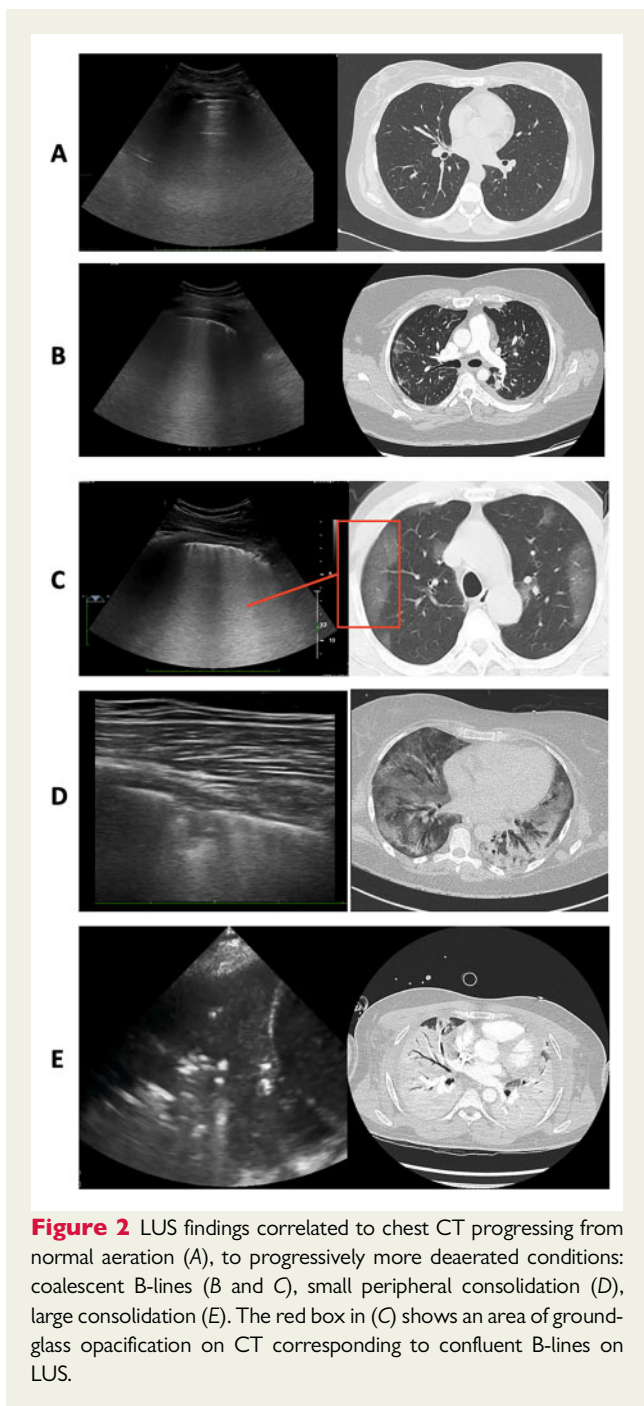 A
B
C
D
E
Figure 2 LUS findings correlated to chest CT progressing from
normal aeration (A), to progressively more deaerated conditions:
coalescent B-lines (B and C), small peripheral consolidation (D),
large consolidation (E). The red box in (C) shows an area of ground-
glass opacification on CT corresponding to confluent B-lines on
LUS.